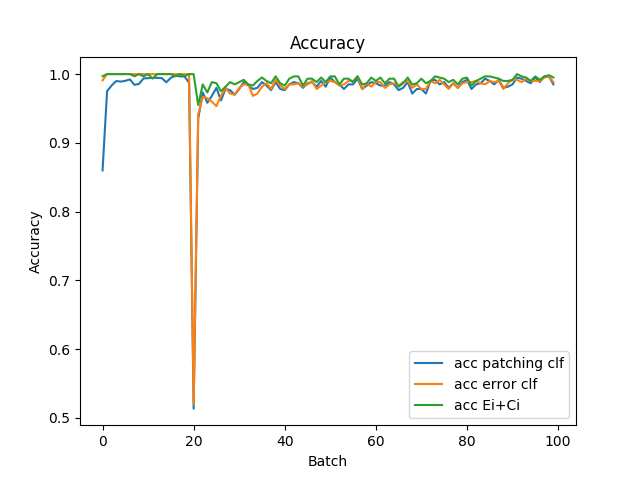 Accuracy
1.0
0.9
0.8
0.7
0.6
0.5
Accuracy
acc patching clf
acc error clf
acc Ei+Ci
0 20 40 60 80 100
Batch